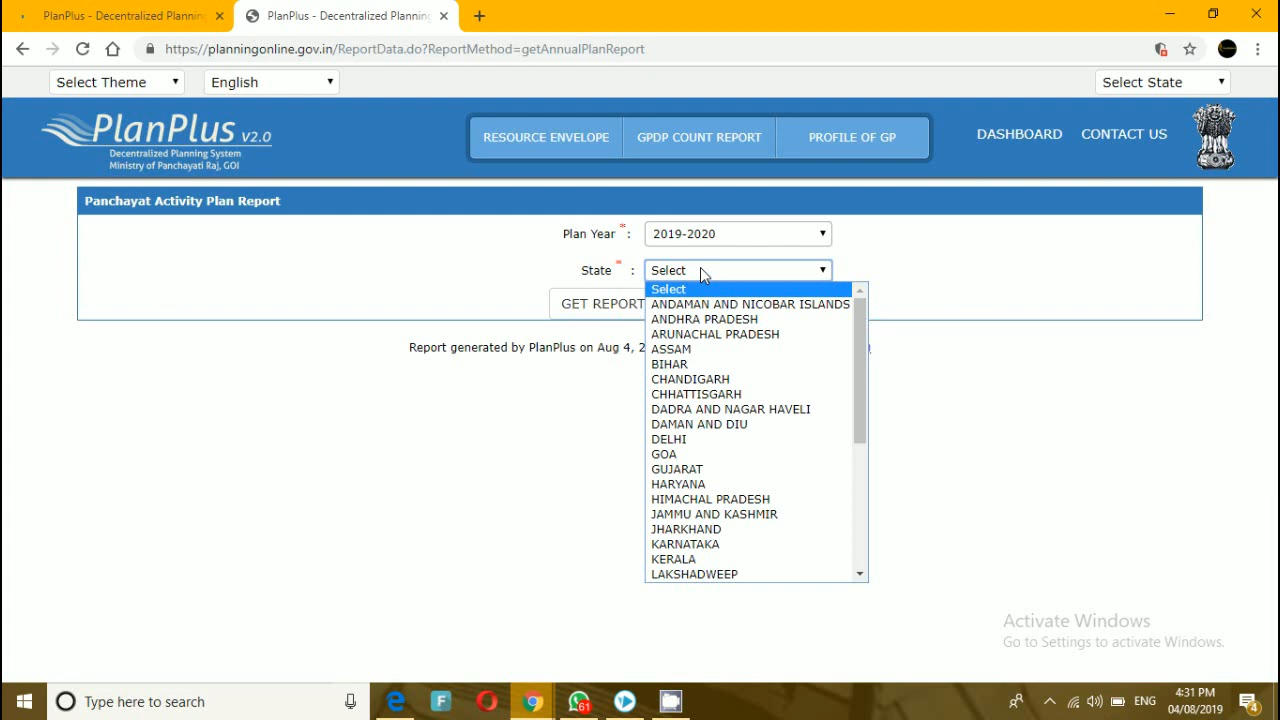 PlanPlus - Decentralized Planning
PlanPlus - Decentralized Planning
https://planningonline.gov.in/ReportData.do?ReportMethod=getAnnualPlanReport
Select Theme
English
Select State
PlanPlus V2.0
Decentralized Planning System
Ministry of Panchayati Raj, GOI
RESOURCE ENVELOPE
GPDP COUNT REPORT
PROFILE OF GP
DASHBOARD
CONTACT US
Panchayat Activity Plan Report
Plan Year * :
2019-2020
State * :
Select
GET REPORT
Report generated by PlanPlus on Aug 4, 2
Select
ANDAMAN AND NICOBAR ISLANDS
ANDHRA PRADESH
ARUNACHAL PRADESH
ASSAM
BIHAR
CHANDIGARH
CHHATTISGARH
DADRA AND NAGAR HAVELI
DAMAN AND DIU
DELHI
GOA
GUJARAT
HARYANA
HIMACHAL PRADESH
JAMMU AND KASHMIR
JHARKHAND
KARNATAKA
KERALA
LAKSHADWEEP
Activate Windows
Go to Settings to activate Windows.
Type here to search
61
ENG
4:31 PM
04/08/2019
4